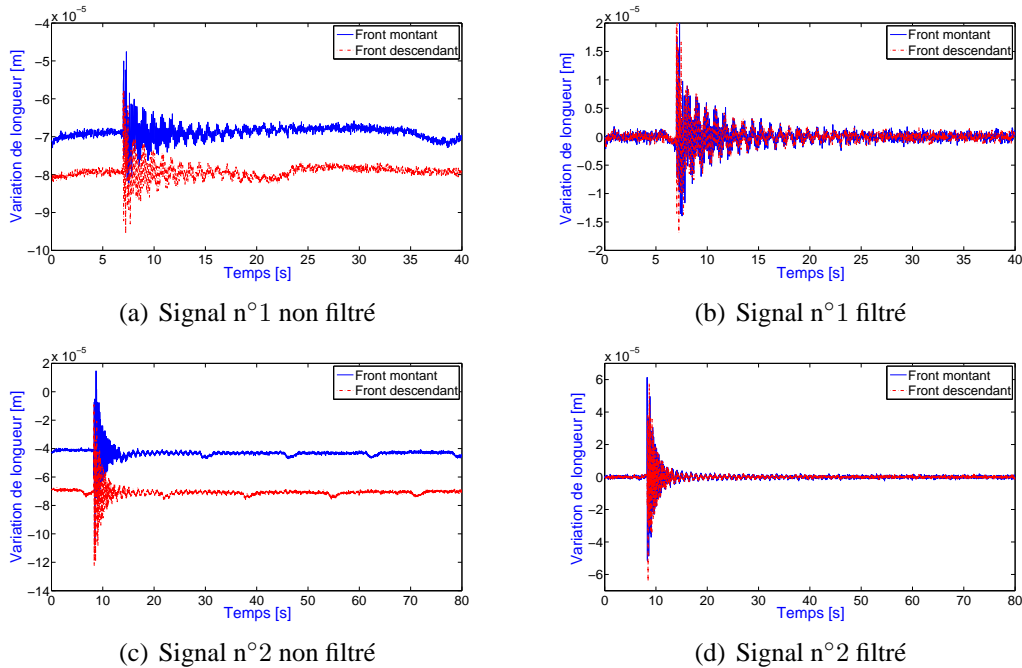 x 10⁻⁵
−4
−5
−6
−7
−8
−9
−10
0 5 10 15 20 25 30 35 40
Variation de longueur [m]
Temps [s]
Front montant
Front descendant
(a) Signal n°1 non filtré
x 10⁻⁵
2
1.5
1
0.5
0
−0.5
−1
−1.5
−2
0 5 10 15 20 25 30 35 40
Variation de longueur [m]
Temps [s]
Front montant
Front descendant
(b) Signal n°1 filtré
x 10⁻⁵
2
0
−2
−4
−6
−8
−10
−12
−14
0 10 20 30 40 50 60 70 80
Variation de longueur [m]
Temps [s]
Front montant
Front descendant
(c) Signal n°2 non filtré
x 10⁻⁵
6
4
2
0
−2
−4
−6
0 10 20 30 40 50 60 70 80
Variation de longueur [m]
Temps [s]
Front montant
Front descendant
(d) Signal n°2 filtré